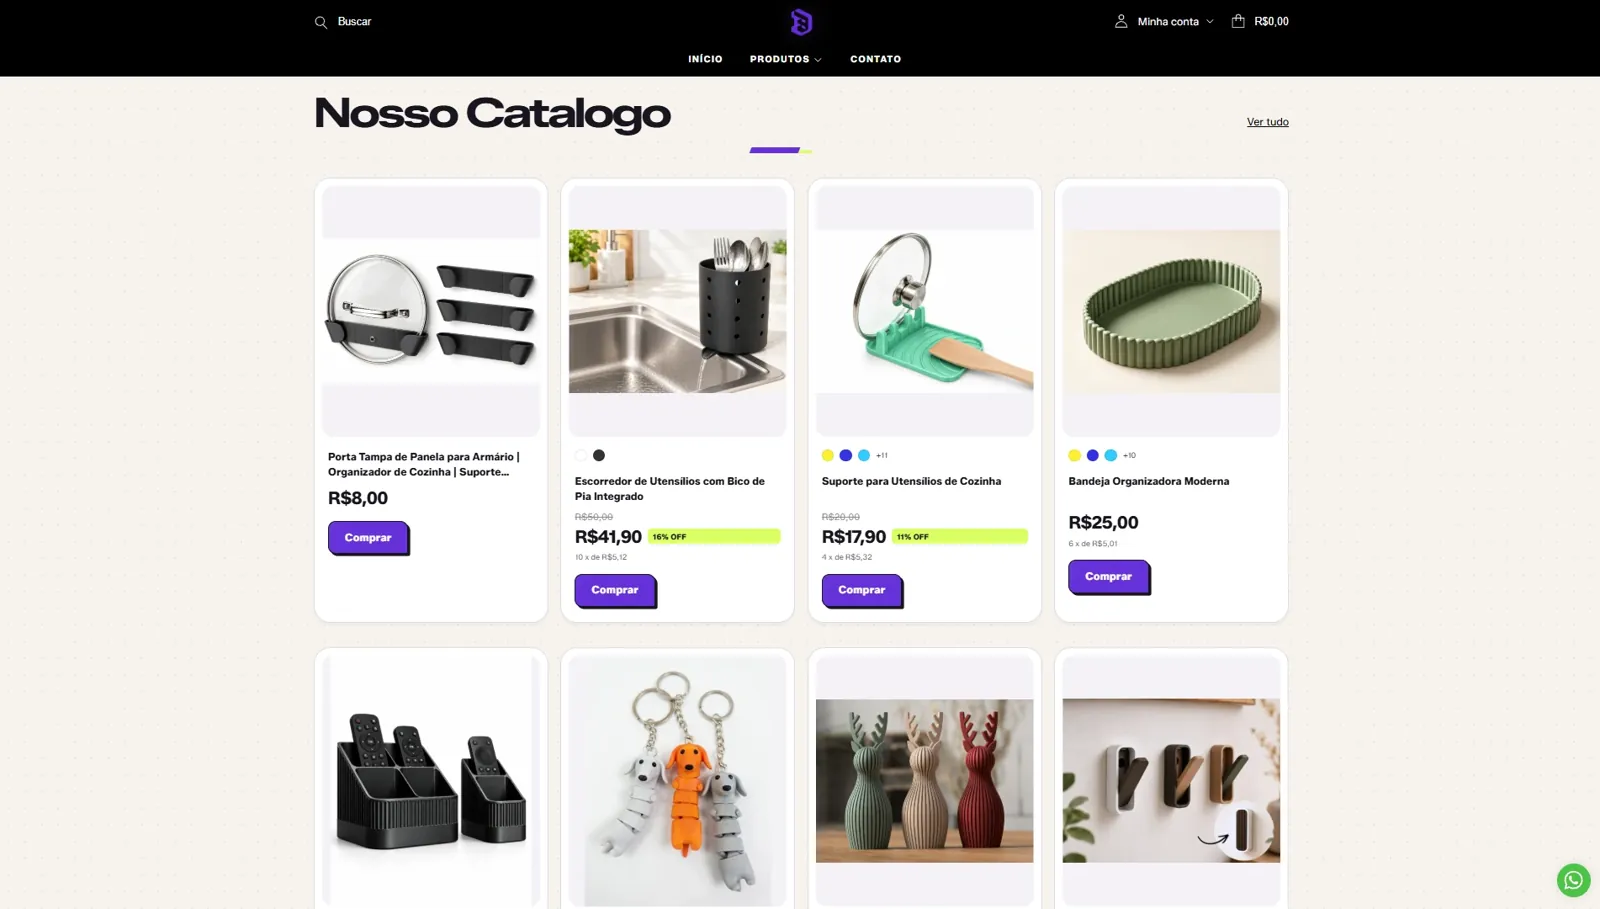 Buscar
Minha conta
R$0,00
INÍCIO
PRODUTOS
CONTATO
Nosso Catalogo
Ver tudo
Porta Tampa de Panela para Armário |
Organizador de Cozinha | Suporte...
R$8,00
Comprar
Escorredor de Utensílios com Bico de
Pia Integrado
R$50,00
R$41,90
16% OFF
10 x de R$5,12
Comprar
+11
Suporte para Utensílios de Cozinha
R$20,00
R$17,90
11% OFF
4 x de R$5,32
Comprar
+10
Bandeja Organizadora Moderna
R$25,00
6 x de R$5,01
Comprar